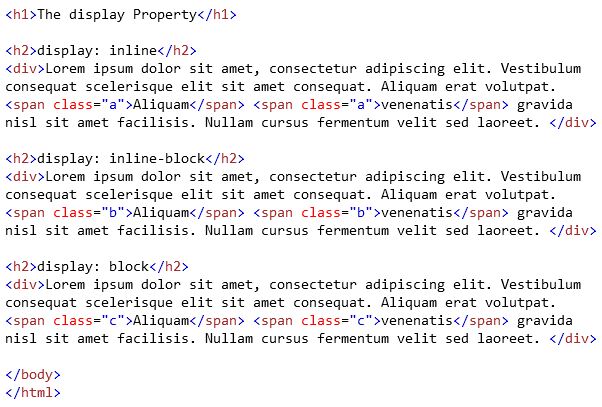 <h1>The display Property</h1>
<h2>display: inline</h2>
<div>Lorem ipsum dolor sit amet, consectetur adipiscing elit. Vestibulum
consequat scelerisque elit sit amet consequat. Aliquam erat volutpat.
<span class="a">Aliquam</span> <span class="a">venenatis</span> gravida
nisl sit amet facilisis. Nullam cursus fermentum velit sed laoreet. </div>
<h2>display: inline-block</h2>
<div>Lorem ipsum dolor sit amet, consectetur adipiscing elit. Vestibulum
consequat scelerisque elit sit amet consequat. Aliquam erat volutpat.
<span class="b">Aliquam</span> <span class="b">venenatis</span> gravida
nisl sit amet facilisis. Nullam cursus fermentum velit sed laoreet. </div>
<h2>display: block</h2>
<div>Lorem ipsum dolor sit amet, consectetur adipiscing elit. Vestibulum
consequat scelerisque elit sit amet consequat. Aliquam erat volutpat.
<span class="c">Aliquam</span> <span class="c">venenatis</span> gravida
nisl sit amet facilisis. Nullam cursus fermentum velit sed laoreet. </div>
</body>
</html>